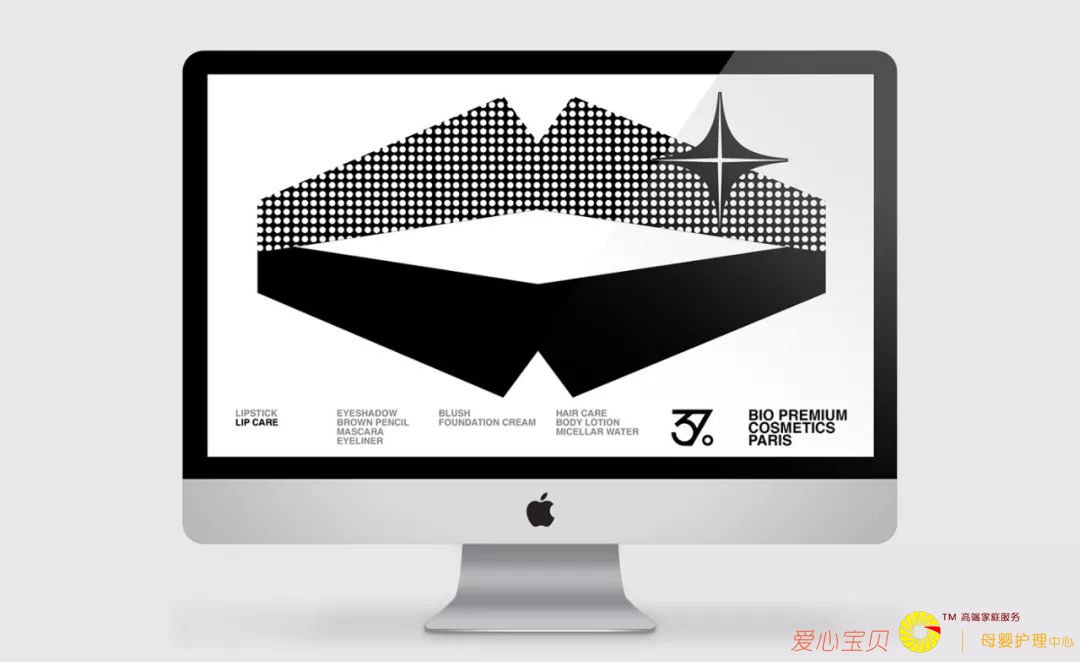 LIPSTICK
LIP CARE
EYESHADOW
BROWN PENCIL
MASCARA
EYELINER
BLUSH
FOUNDATION CREAM
HAIR CARE
BODY LOTION
MICELLAR WATER
37°
BIO PREMIUM
COSMETICS
PARIS
爱心宝贝
TM 高端家庭服务
母婴护理中心